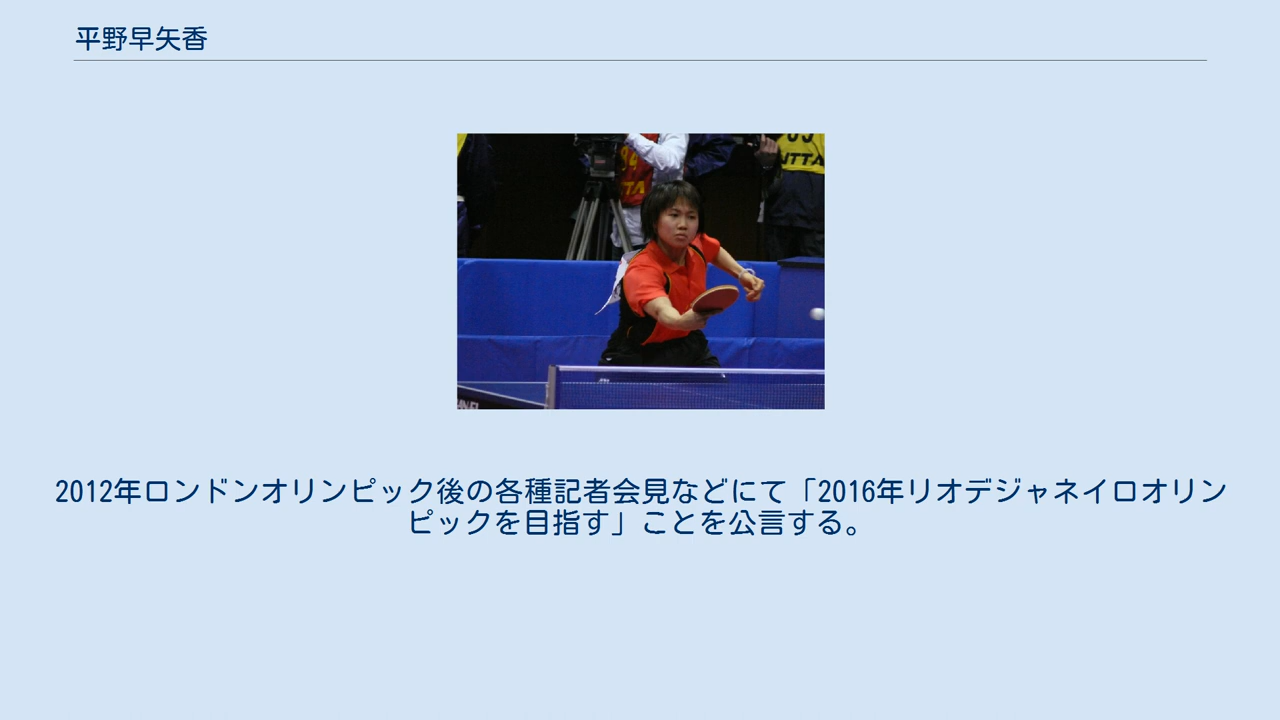 平野早矢香
JTTA
2012年ロンドンオリンピック後の各種記者会見などにて「2016年リオデジャネイロオリン
ピックを目指す」ことを公言する。